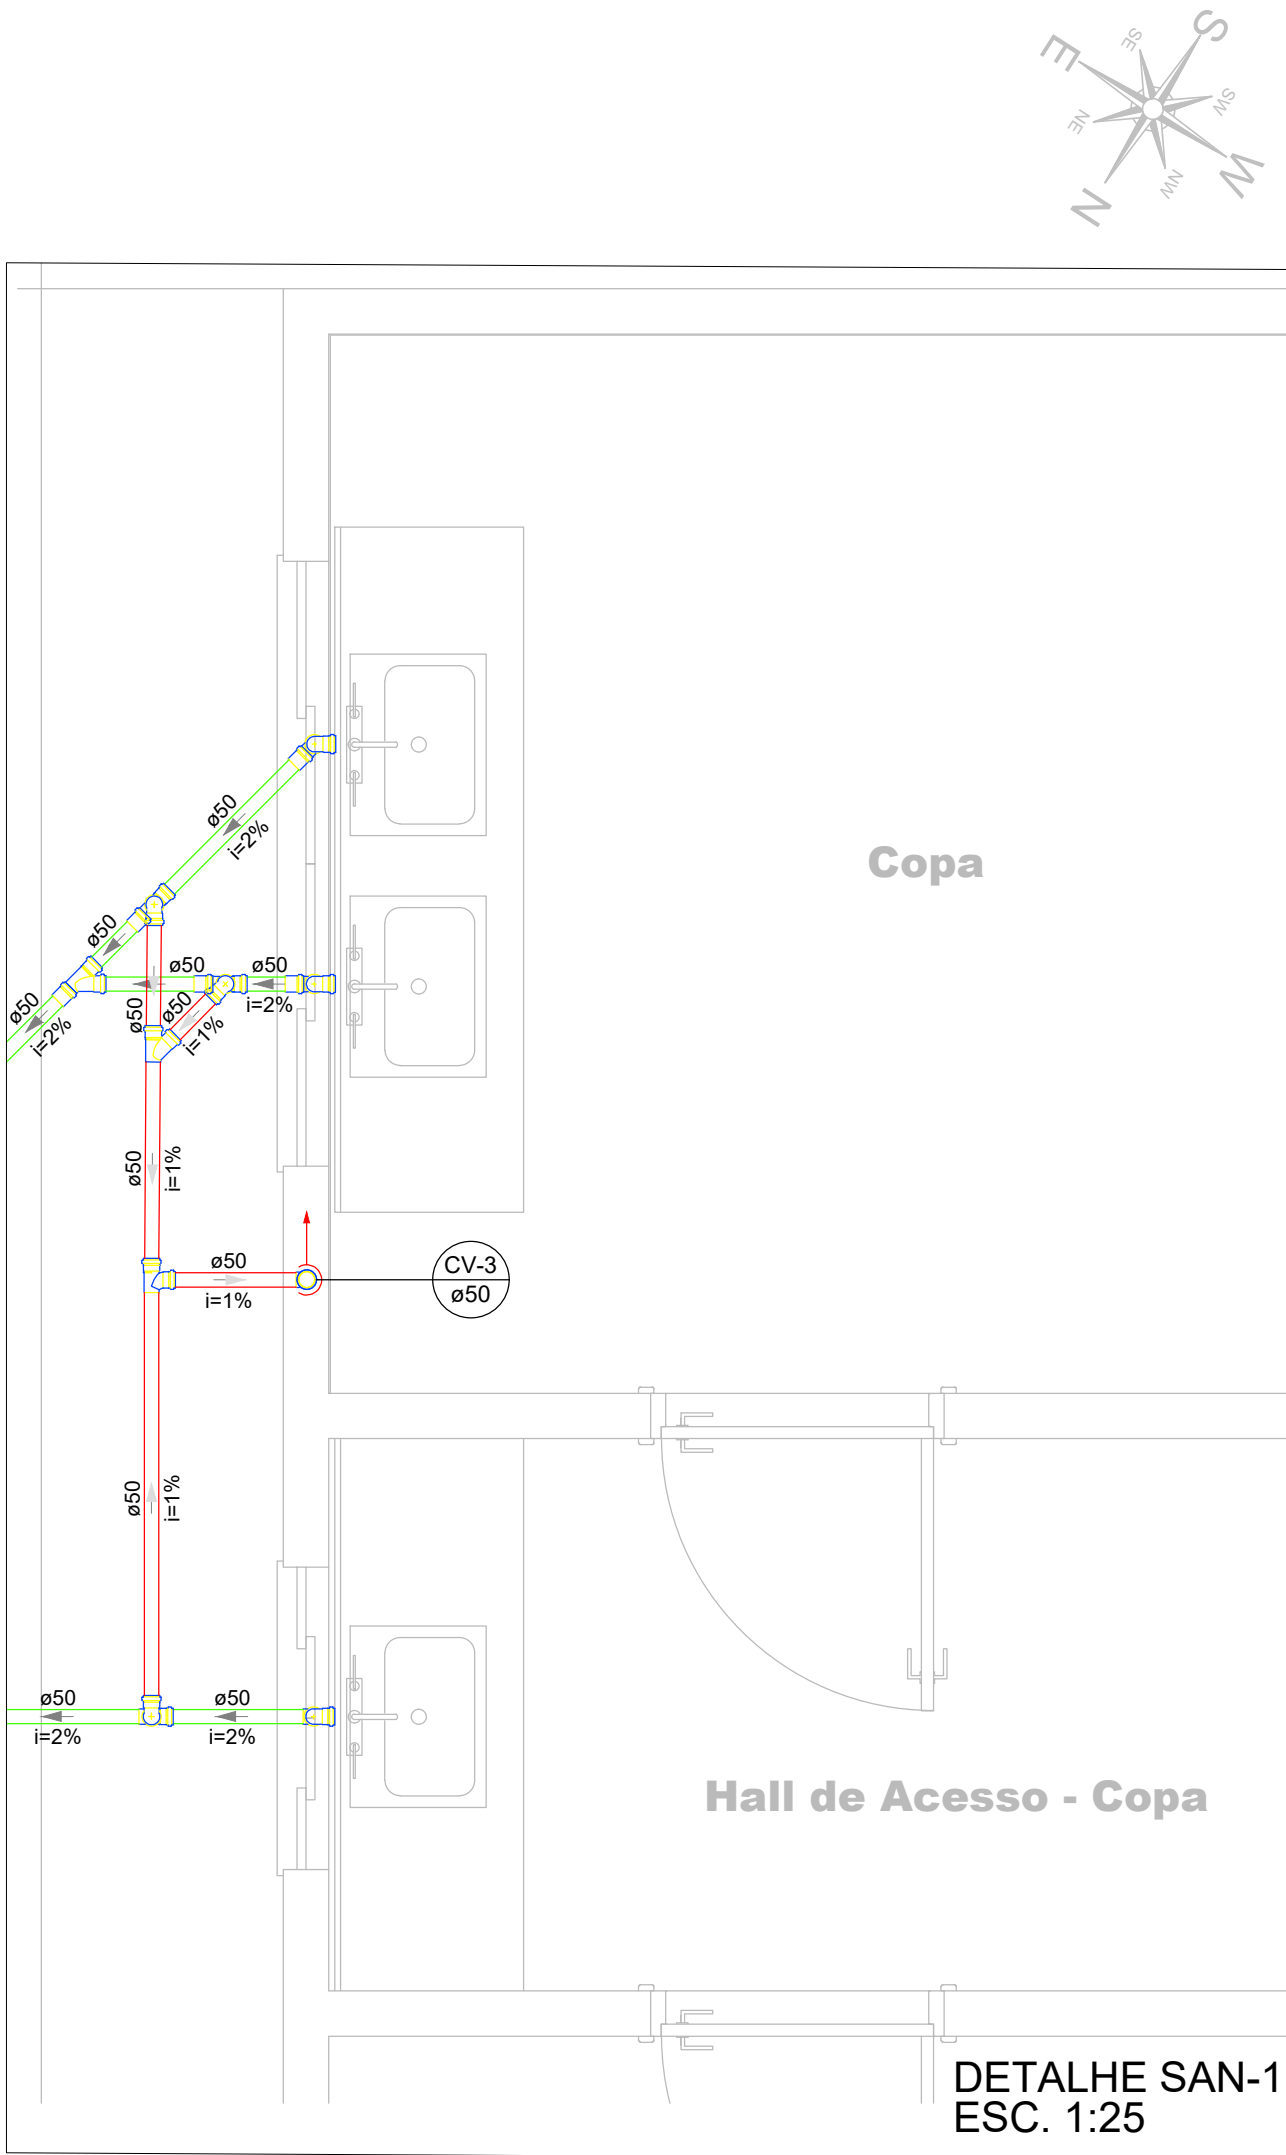 S
SE
E
SW
NE
W
NW
N
ø50
i=2%
Copa
ø50
ø50
ø50
i=2%
ø50
i=2%
ø50
ø50
i=1%
ø50
i=1%
ø50
i=1%
CV-3
ø50
ø50
i=1%
ø50
i=2%
ø50
i=2%
Hall de Acesso - Copa
DETALHE SAN-1
ESC. 1:25